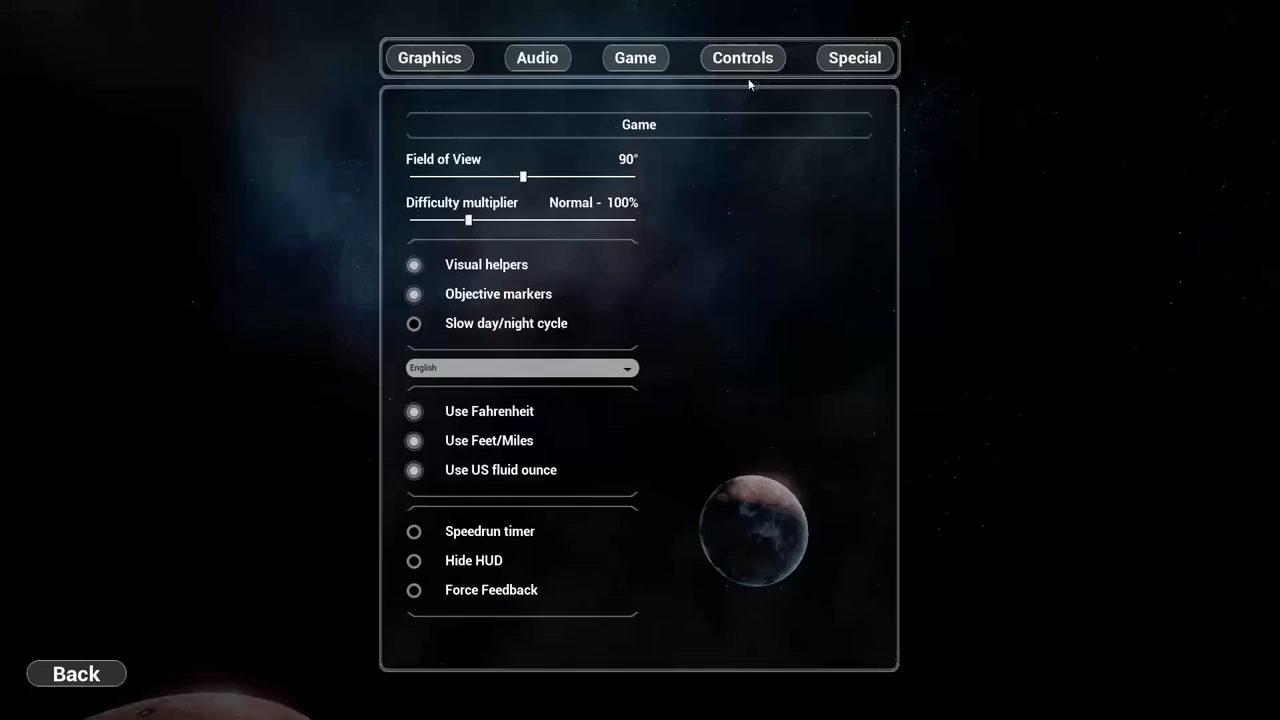 Graphics Audio Game Controls Special
Game
Field of View 90°
Difficulty multiplier Normal - 100%
Visual helpers
Objective markers
Slow day/night cycle
English
Use Fahrenheit
Use Feet/Miles
Use US fluid ounce
Speedrun timer
Hide HUD
Force Feedback
Back